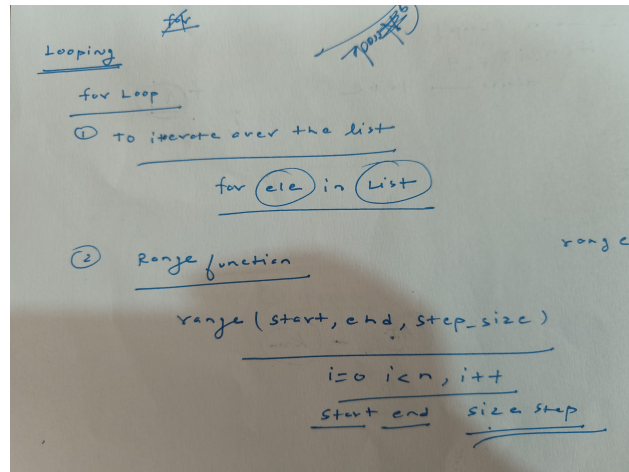 for
Looping
for Loop
① To iterate over the list
for ele in List
② Range function
range
range (start, end, step_size)
i=0 i<n, i++
start end size step